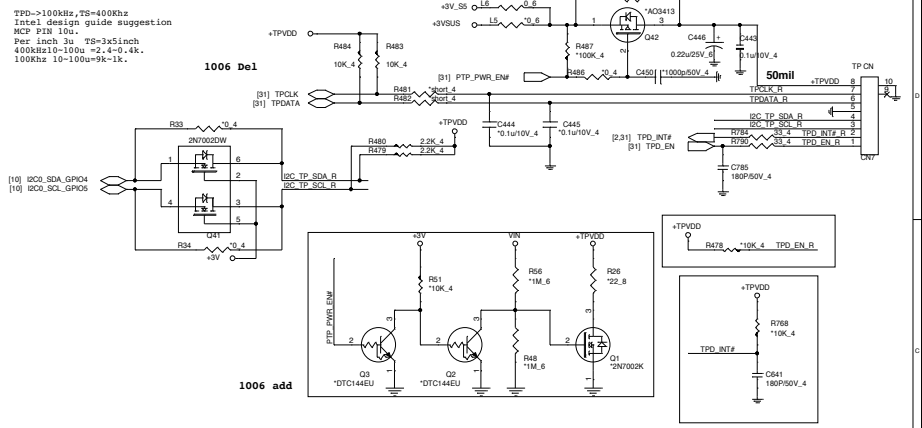 TPD->100kHz,TS=400Khz
Intel design guide suggestion
MCP PIN 10u.
Per inch 3u TS=3x5inch
400kHz10~100u =2.4~0.4k.
100Khz 10~100u=9k~1k.
+3V_S5
L6
0_6
+3VSUS
L5
*0_6
1
3
2
*AO3413
Q42
R487
*100K_4
C446
+
0.22u/25V_6
C443
0.1u/10V_4
+TPVDD
R484
R483
10K_4
10K_4
1006 Del
[31] PTP_PWR_EN#
R486
*0_4
C450
*1000p/50V_4
50mil
TP CN
+TPVDD
8
10
[31] TPCLK
R481
*short_4
TPCLK_R
7
9
[31] TPDATA
R482
*short_4
TPDATA_R
6
5
I2C_TP_SDA_R
4
I2C_TP_SCL_R
3
[2,31] TPD_INT#
R784
33_4
TPD_INT#_R
2
[31] TPD_EN
R790
33_4
TPD_EN_R
1
CN7
C444
*0.1u/10V_4
C445
*0.1u/10V_4
C785
180P/50V_4
R33
*0_4
2N7002DW
+TPVDD
R480
2.2K_4
R479
2.2K_4
1
6
2
I2C_TP_SDA_R
I2C_TP_SCL_R
[10] I2C0_SDA_GPIO4
[10] I2C0_SCL_GPIO5
4
3
5
Q41
R34
*0_4
+3V
+TPVDD
R478
*10K_4
TPD_EN_R
+3V
VIN
+TPVDD
R51
*10K_4
R56
*1M_6
R26
*22_8
PTP_PWR_EN#
2
3
1
Q3
*DTC144EU
2
3
1
Q2
*DTC144EU
R48
*1M_6
2
3
1
Q1
*2N7002K
1006 add
+TPVDD
R768
*10K_4
TPD_INT#
C641
180P/50V_4
D
C